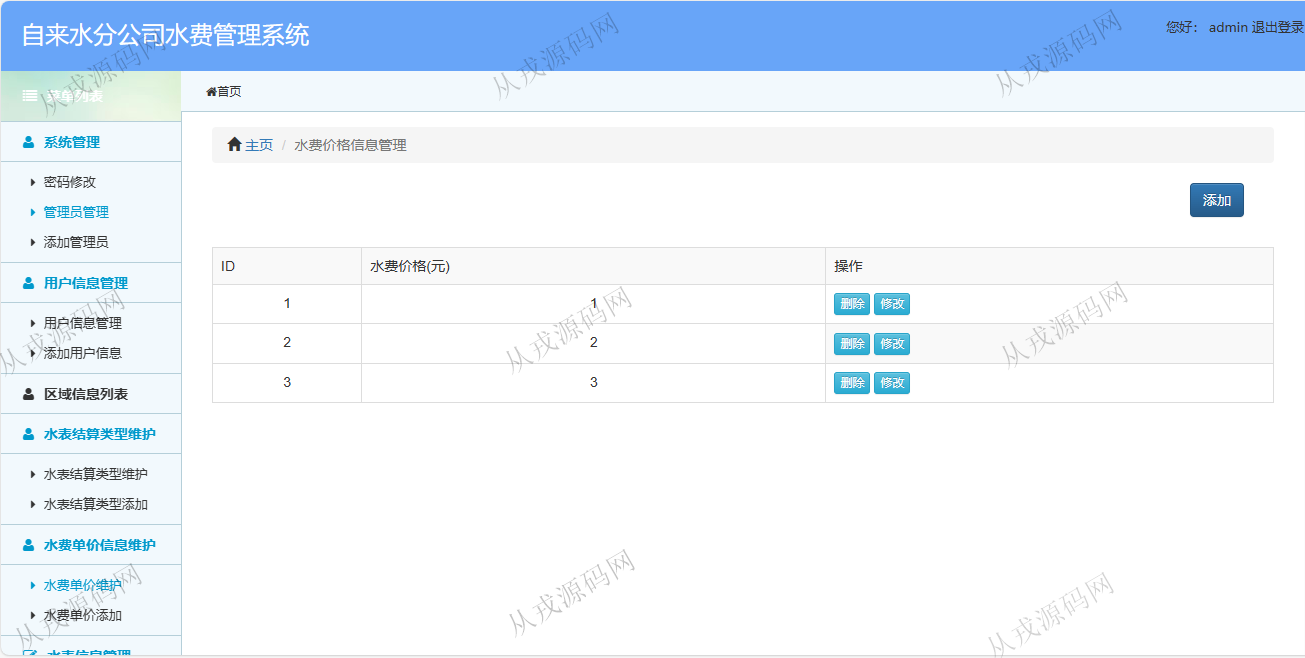 自来水分公司水费管理系统
您好： admin 退出登录
菜单列表
首页
系统管理
密码修改
管理员管理
添加管理员
用户信息管理
用户信息管理
添加用户信息
区域信息列表
水表结算类型维护
水表结算类型维护
水表结算类型添加
水费单价信息维护
水费单价维护
水费单价添加
水表信息管理
主页 / 水费价格信息管理
添加
ID 水费价格(元) 操作
1 1 删除 修改
2 2 删除 修改
3 3 删除 修改
从戎源码网
从戎源码网
从戎源码网
从戎源码网
从戎源码网
从戎源码网
从戎源码网
从戎源码网
从戎源码网